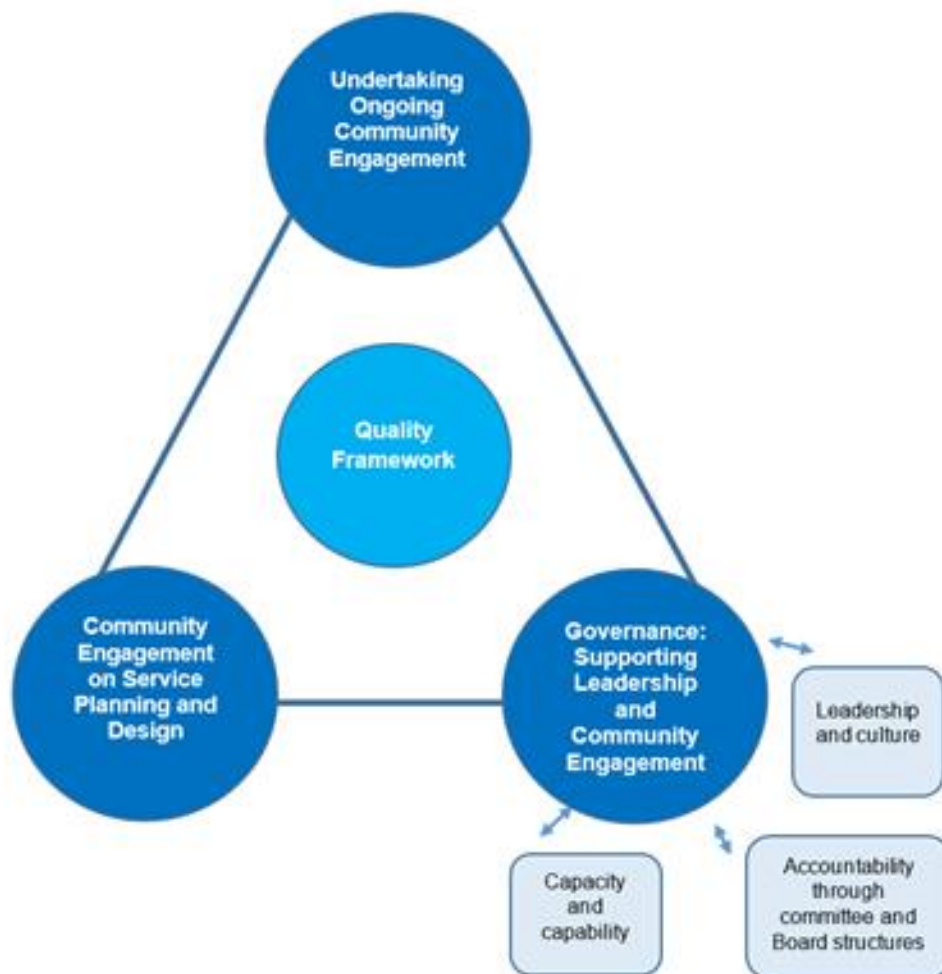 Undertaking
Ongoing
Community
Engagement
Quality
Framework
Community
Engagement
on Service
Planning and
Design
Governance:
Supporting
Leadership
and
Community
Engagement
Leadership
and culture
Capacity
and
capability
Accountability
through
committee and
Board structures